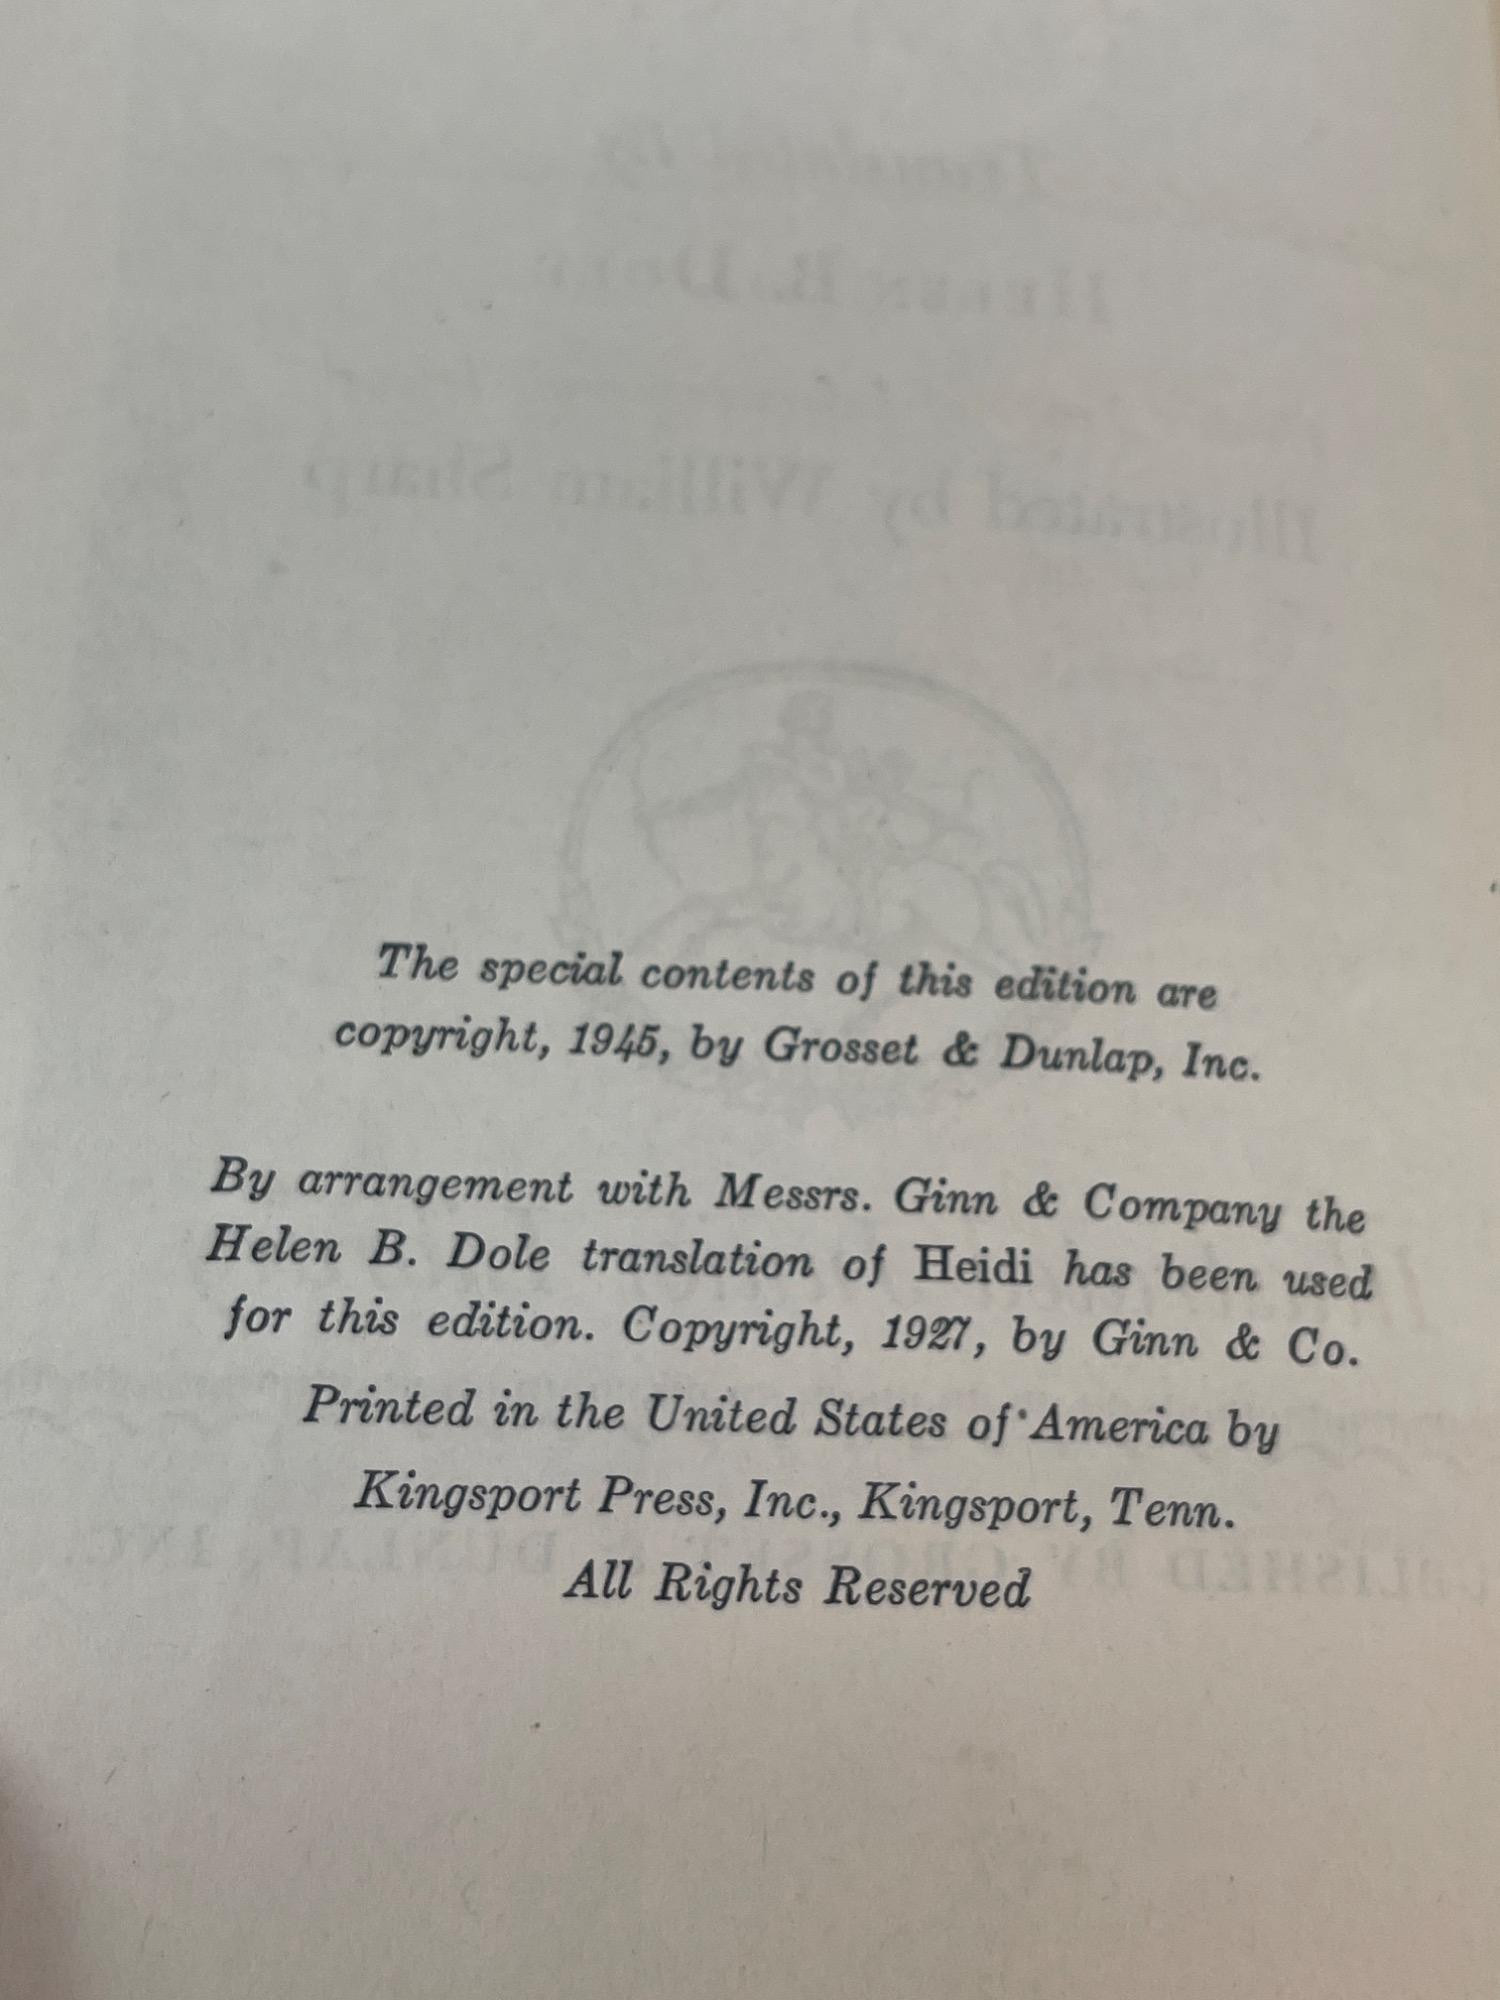 The special contents of this edition are
copyright, 1945, by Grosset & Dunlap, Inc.
By arrangement with Messrs. Ginn & Company the
Helen B. Dole translation of Heidi has been used
for this edition. Copyright, 1927, by Ginn & Co.
Printed in the United States of America by
Kingsport Press, Inc., Kingsport, Tenn.
All Rights Reserved